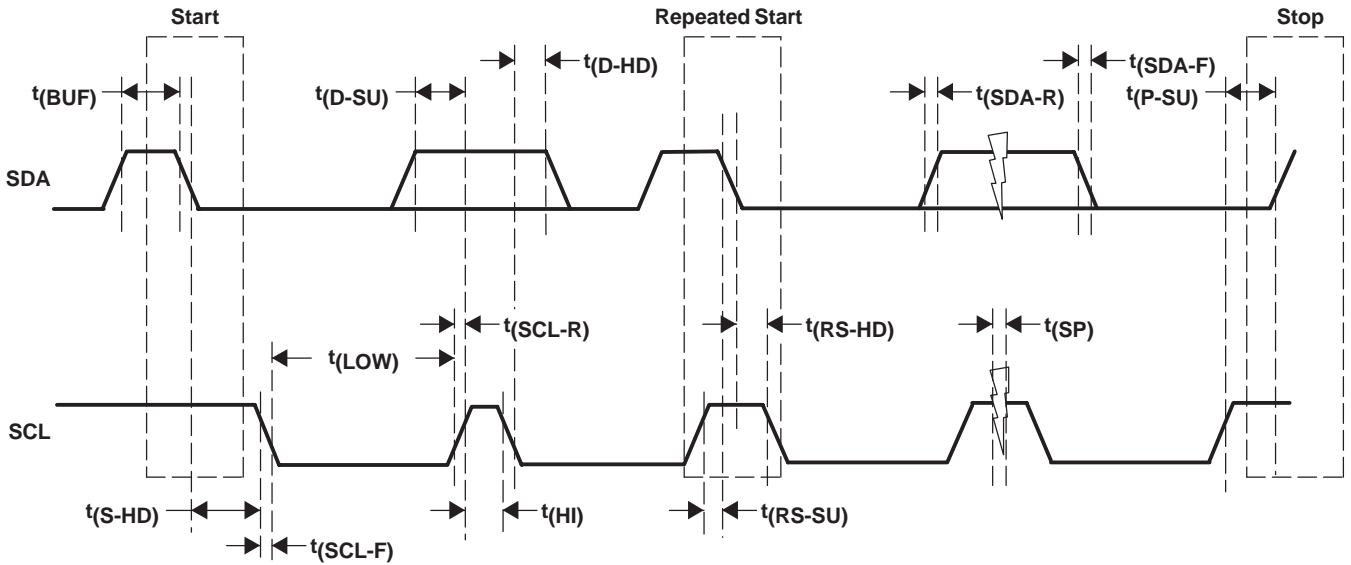 Start
Repeated Start
Stop
t(BUF)
t(D-SU)
t(D-HD)
t(SDA-R)
t(SDA-F)
t(P-SU)
SDA
t(LOW)
t(SCL-R)
t(RS-HD)
t(SP)
SCL
t(S-HD)
t(SCL-F)
t(HI)
t(RS-SU)